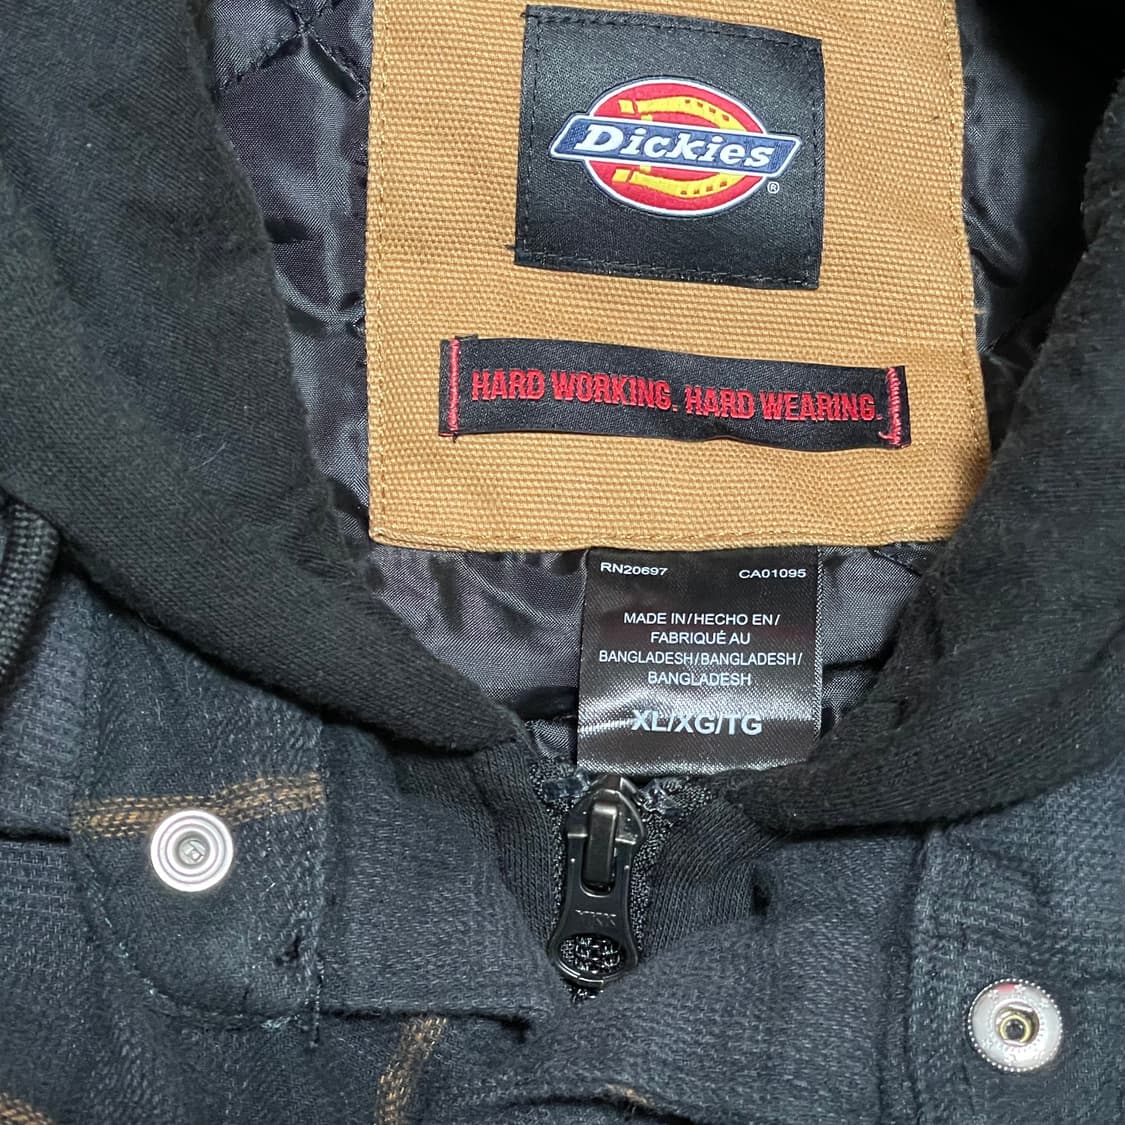 Dickies
®
HARD WORKING. HARD WEARING.
RN20697 CA01095
MADE IN/HECHO EN/
FABRIQUÉ AU
BANGLADESH/BANGLADESH/
BANGLADESH
XL/XG/TG
YKK